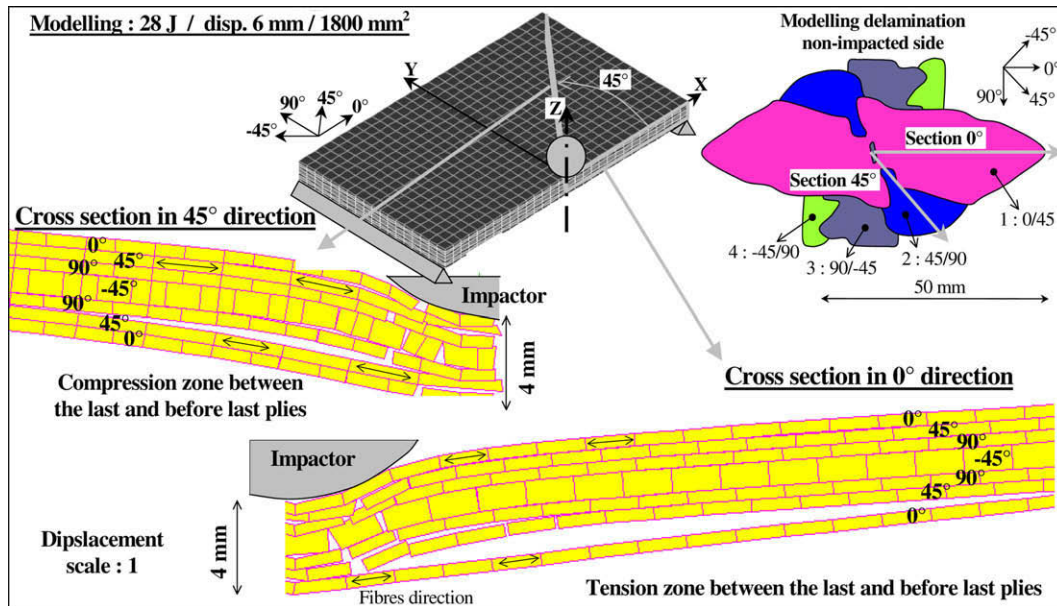 Modelling : 28 J / disp. 6 mm / 1800 mm²
Y
45°
X
Z
90°
45°
0°
-45°
Modelling delamination
non-impacted side
-45°
0°
45°
90°
Section 0°
Section 45°
1 : 0/45
4 : -45/90
3 : 90/-45
2 : 45/90
50 mm
Cross section in 45° direction
0°
45°
90°
-45°
90°
45°
0°
Impactor
4 mm
Compression zone between
the last and before last plies
Cross section in 0° direction
Impactor
0°
45°
90°
-45°
90°
45°
0°
Dipslacement
scale : 1
4 mm
Fibres direction
Tension zone between the last and before last plies